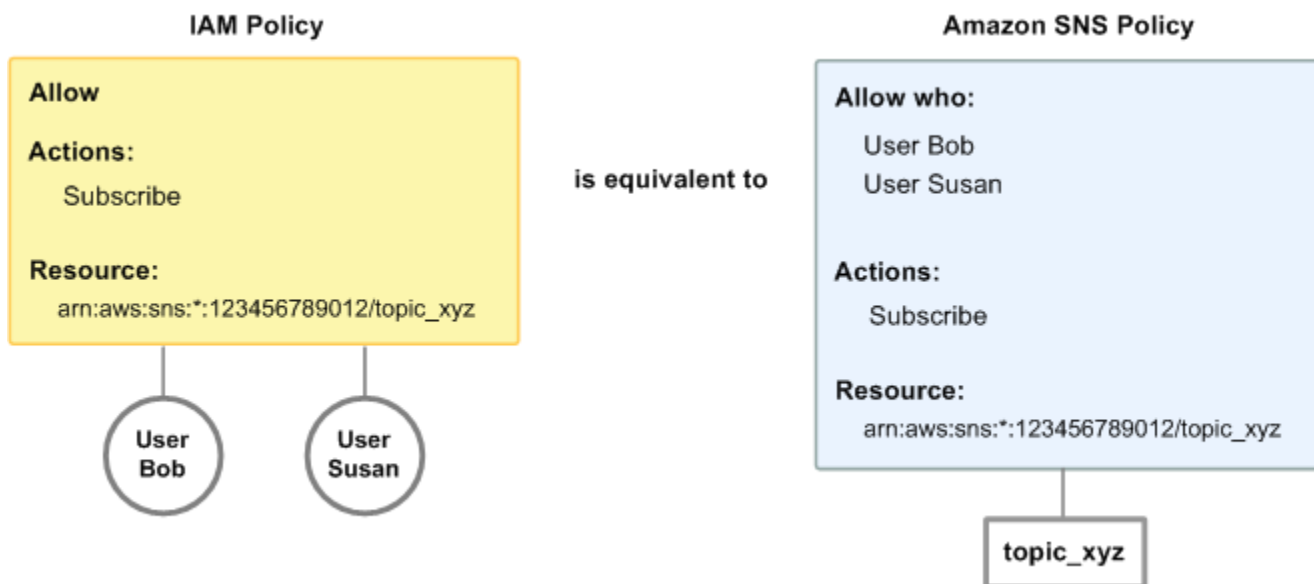 IAM Policy
Allow
Actions:
Subscribe
Resource:
arn:aws:sns:*:123456789012/topic_xyz
User
Bob
User
Susan
is equivalent to
Amazon SNS Policy
Allow who:
User Bob
User Susan
Actions:
Subscribe
Resource:
arn:aws:sns:*:123456789012/topic_xyz
topic_xyz